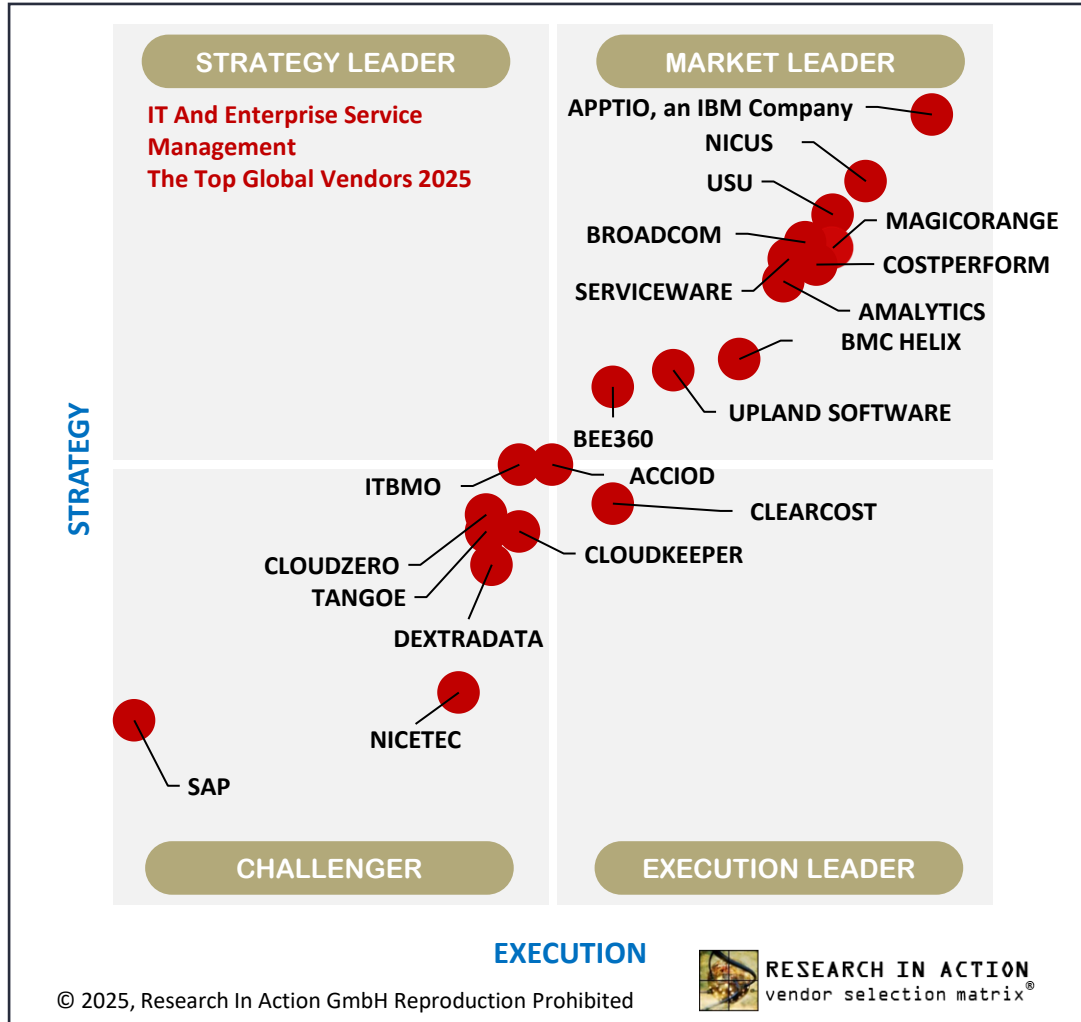 STRATEGY LEADER
MARKET LEADER
IT And Enterprise Service
Management
The Top Global Vendors 2025
APPTIO, an IBM Company
NICUS
USU
MAGICORANGE
BROADCOM
COSTPERFORM
SERVICEWARE
AMALYTICS
BMC HELIX
UPLAND SOFTWARE
BEE360
STRATEGY
ITBMO
ACCIOD
CLEARCOST
CLOUDZERO
CLOUDKEEPER
TANGOE
DEXTRADATA
NICETEC
SAP
CHALLENGER
EXECUTION LEADER
EXECUTION
RESEARCH IN ACTION
vendor selection matrix®
© 2025, Research In Action GmbH Reproduction Prohibited